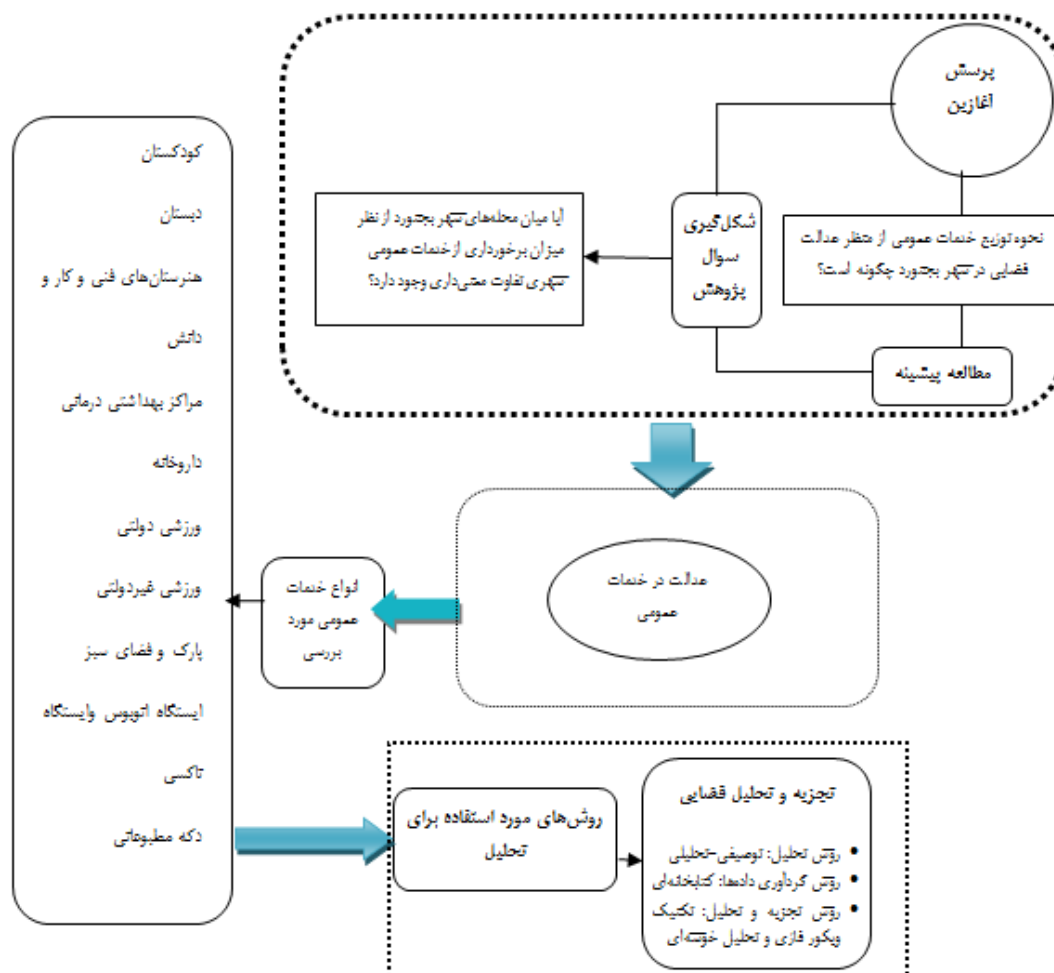 پرسش
آغازین
نحوه توزیع خدمات عمومی از منظر عدالت
فضایی در شهر بجنورد چگونه است؟
مطالعه پیشینه
شکل‌گیری
سوال
پژوهش
آیا میان محله‌های شهر بجنورد از نظر
میزان برخورداری از خدمات عمومی
شهری تفاوت معنی‌داری وجود دارد؟
عدالت در خدمات
عمومی
انواع خدمات
عمومی مورد
بررسی
کودکستان
دبستان
هنرستان‌های فنی و کار و
دانش
مراکز بهداشتی درمانی
داروخانه
ورزشی دولتی
ورزشی غیردولتی
پارک و فضای سبز
ایستگاه اتوبوس وایستگاه
تاکسی
دکه مطبوعاتی
روش‌های مورد استفاده برای
تحلیل
تجزیه و تحلیل فضایی
• روش تحلیل: توصیفی-تحلیلی
• روش گردآوری داده‌ها: کتابخانه‌ای
• روش تجزیه و تحلیل: تکنیک
ویکور فازی و تحلیل خوشه‌ای